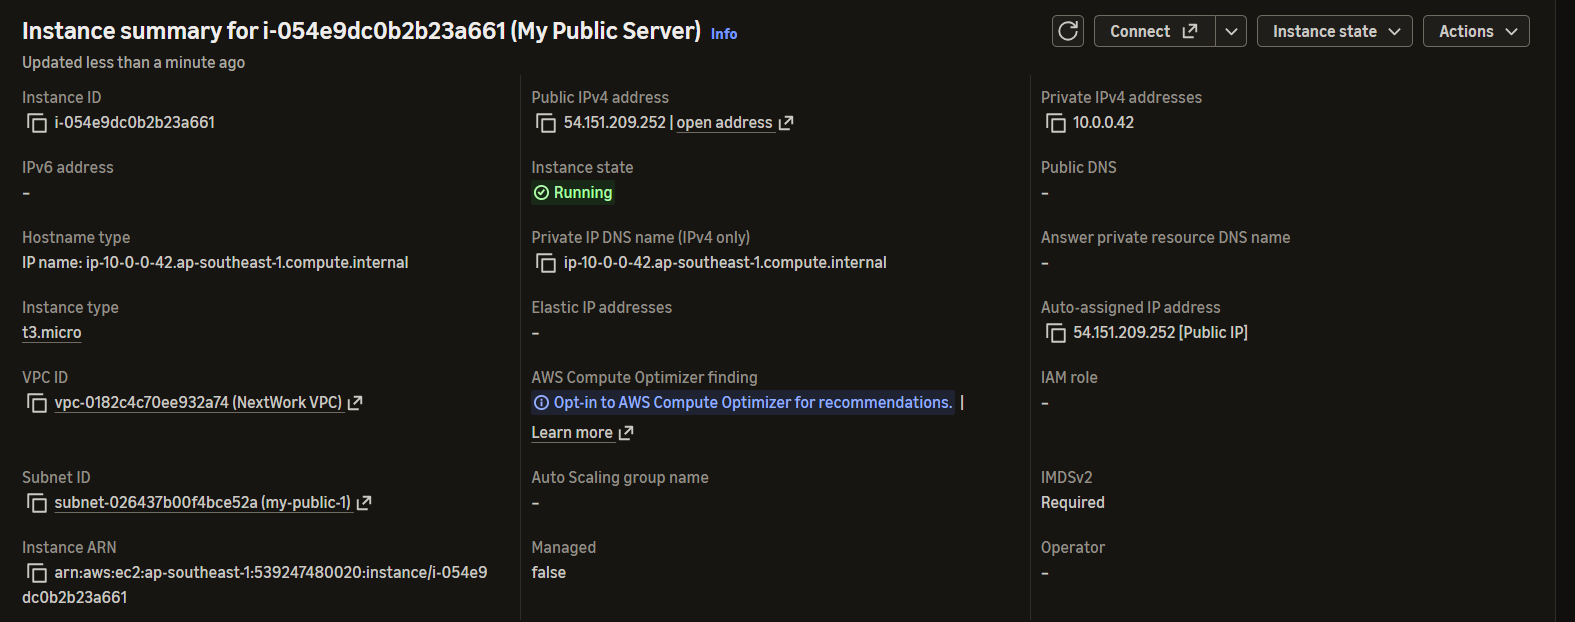 Instance summary for i-054e9dc0b2b23a661 (My Public Server) Info
Connect
Instance state
Actions
Updated less than a minute ago
Instance ID
i-054e9dc0b2b23a661
Public IPv4 address
54.151.209.252 | open address
Private IPv4 addresses
10.0.0.42
IPv6 address
–
Instance state
Running
Public DNS
–
Hostname type
IP name: ip-10-0-0-42.ap-southeast-1.compute.internal
Private IP DNS name (IPv4 only)
ip-10-0-0-42.ap-southeast-1.compute.internal
Answer private resource DNS name
–
Instance type
t3.micro
Elastic IP addresses
–
Auto-assigned IP address
54.151.209.252 [Public IP]
VPC ID
vpc-0182c4c70ee932a74 (NextWork VPC)
AWS Compute Optimizer finding
Opt-in to AWS Compute Optimizer for recommendations. |
Learn more
IAM role
–
Subnet ID
subnet-026437b00f4bce52a (my-public-1)
Auto Scaling group name
–
IMDSv2
Required
Instance ARN
arn:aws:ec2:ap-southeast-1:539247480020:instance/i-054e9
dc0b2b23a661
Managed
false
Operator
–